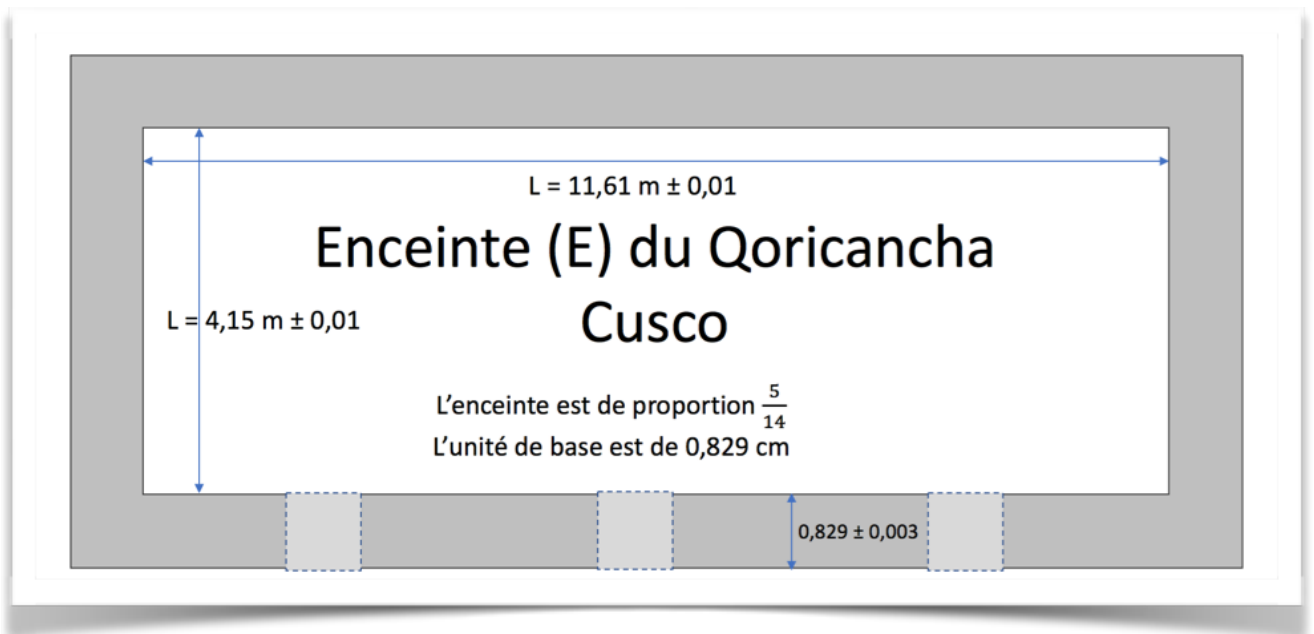 L = 11,61 m ± 0,01
Enceinte (E) du Qoricancha
Cusco
L = 4,15 m ± 0,01
L’enceinte est de proportion 5/14
L’unité de base est de 0,829 cm
0,829 ± 0,003